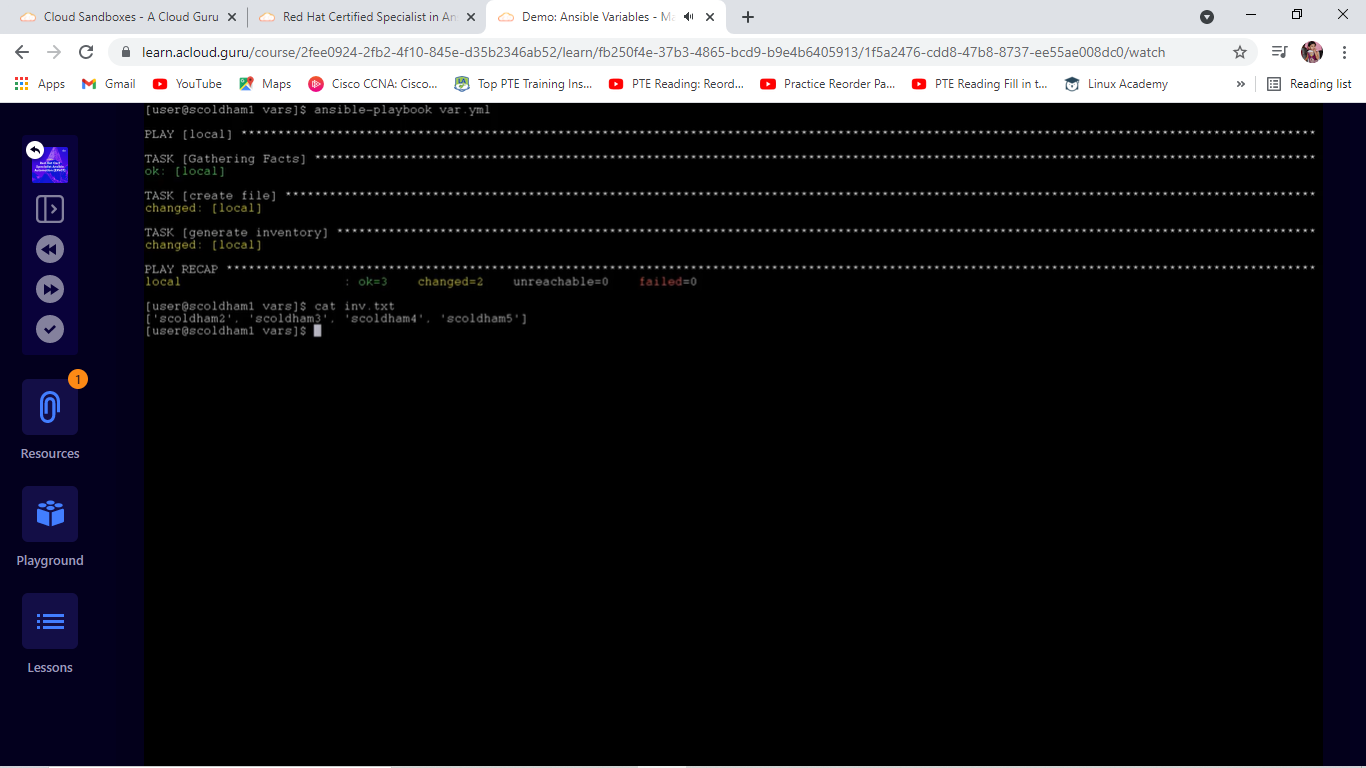 Cloud Sandboxes - A Cloud Guru
Red Hat Certified Specialist in An
Demo: Ansible Variables - Ma
learn.acloud.guru/course/2fee0924-2fb2-4f10-845e-d35b2346ab52/learn/fb250f4e-37b3-4865-bcd9-b9e4b6405913/1f5a2476-cdd8-47b8-8737-ee55ae008dc0/watch
Apps Gmail YouTube Maps Cisco CCNA: Cisco... Top PTE Training Ins... PTE Reading: Reord... Practice Reorder Pa... PTE Reading Fill in t... Linux Academy » Reading list
[user@scoldham1 vars]$ ansible-playbook var.yml
PLAY [local] ************************************************************
TASK [Gathering Facts] ************************************************************
ok: [local]
TASK [create file] ************************************************************
changed: [local]
TASK [generate inventory] ************************************************************
changed: [local]
PLAY RECAP ************************************************************
local : ok=3 changed=2 unreachable=0 failed=0
[user@scoldham1 vars]$ cat inv.txt
['scoldham2', 'scoldham3', 'scoldham4', 'scoldham5']
[user@scoldham1 vars]$
1
Resources
Playground
Lessons